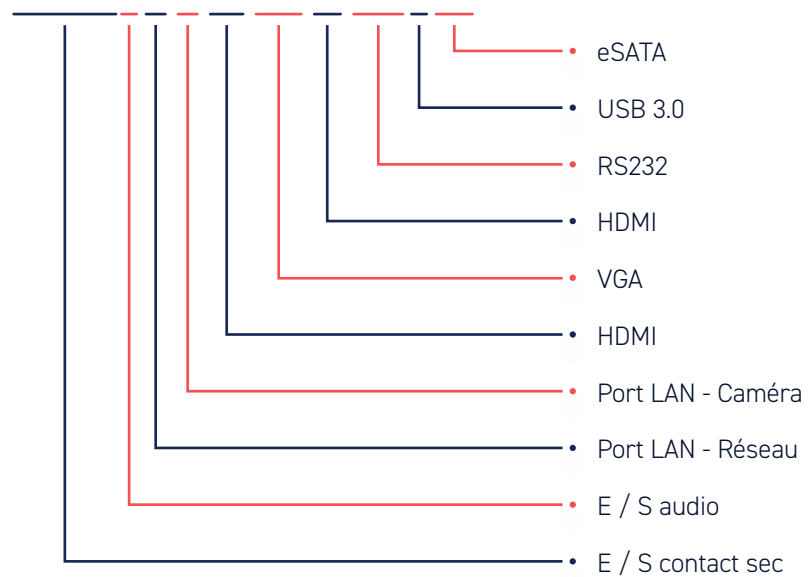 eSATA
USB 3.0
RS232
HDMI
VGA
HDMI
Port LAN - Caméra
Port LAN - Réseau
E / S audio
E / S contact sec